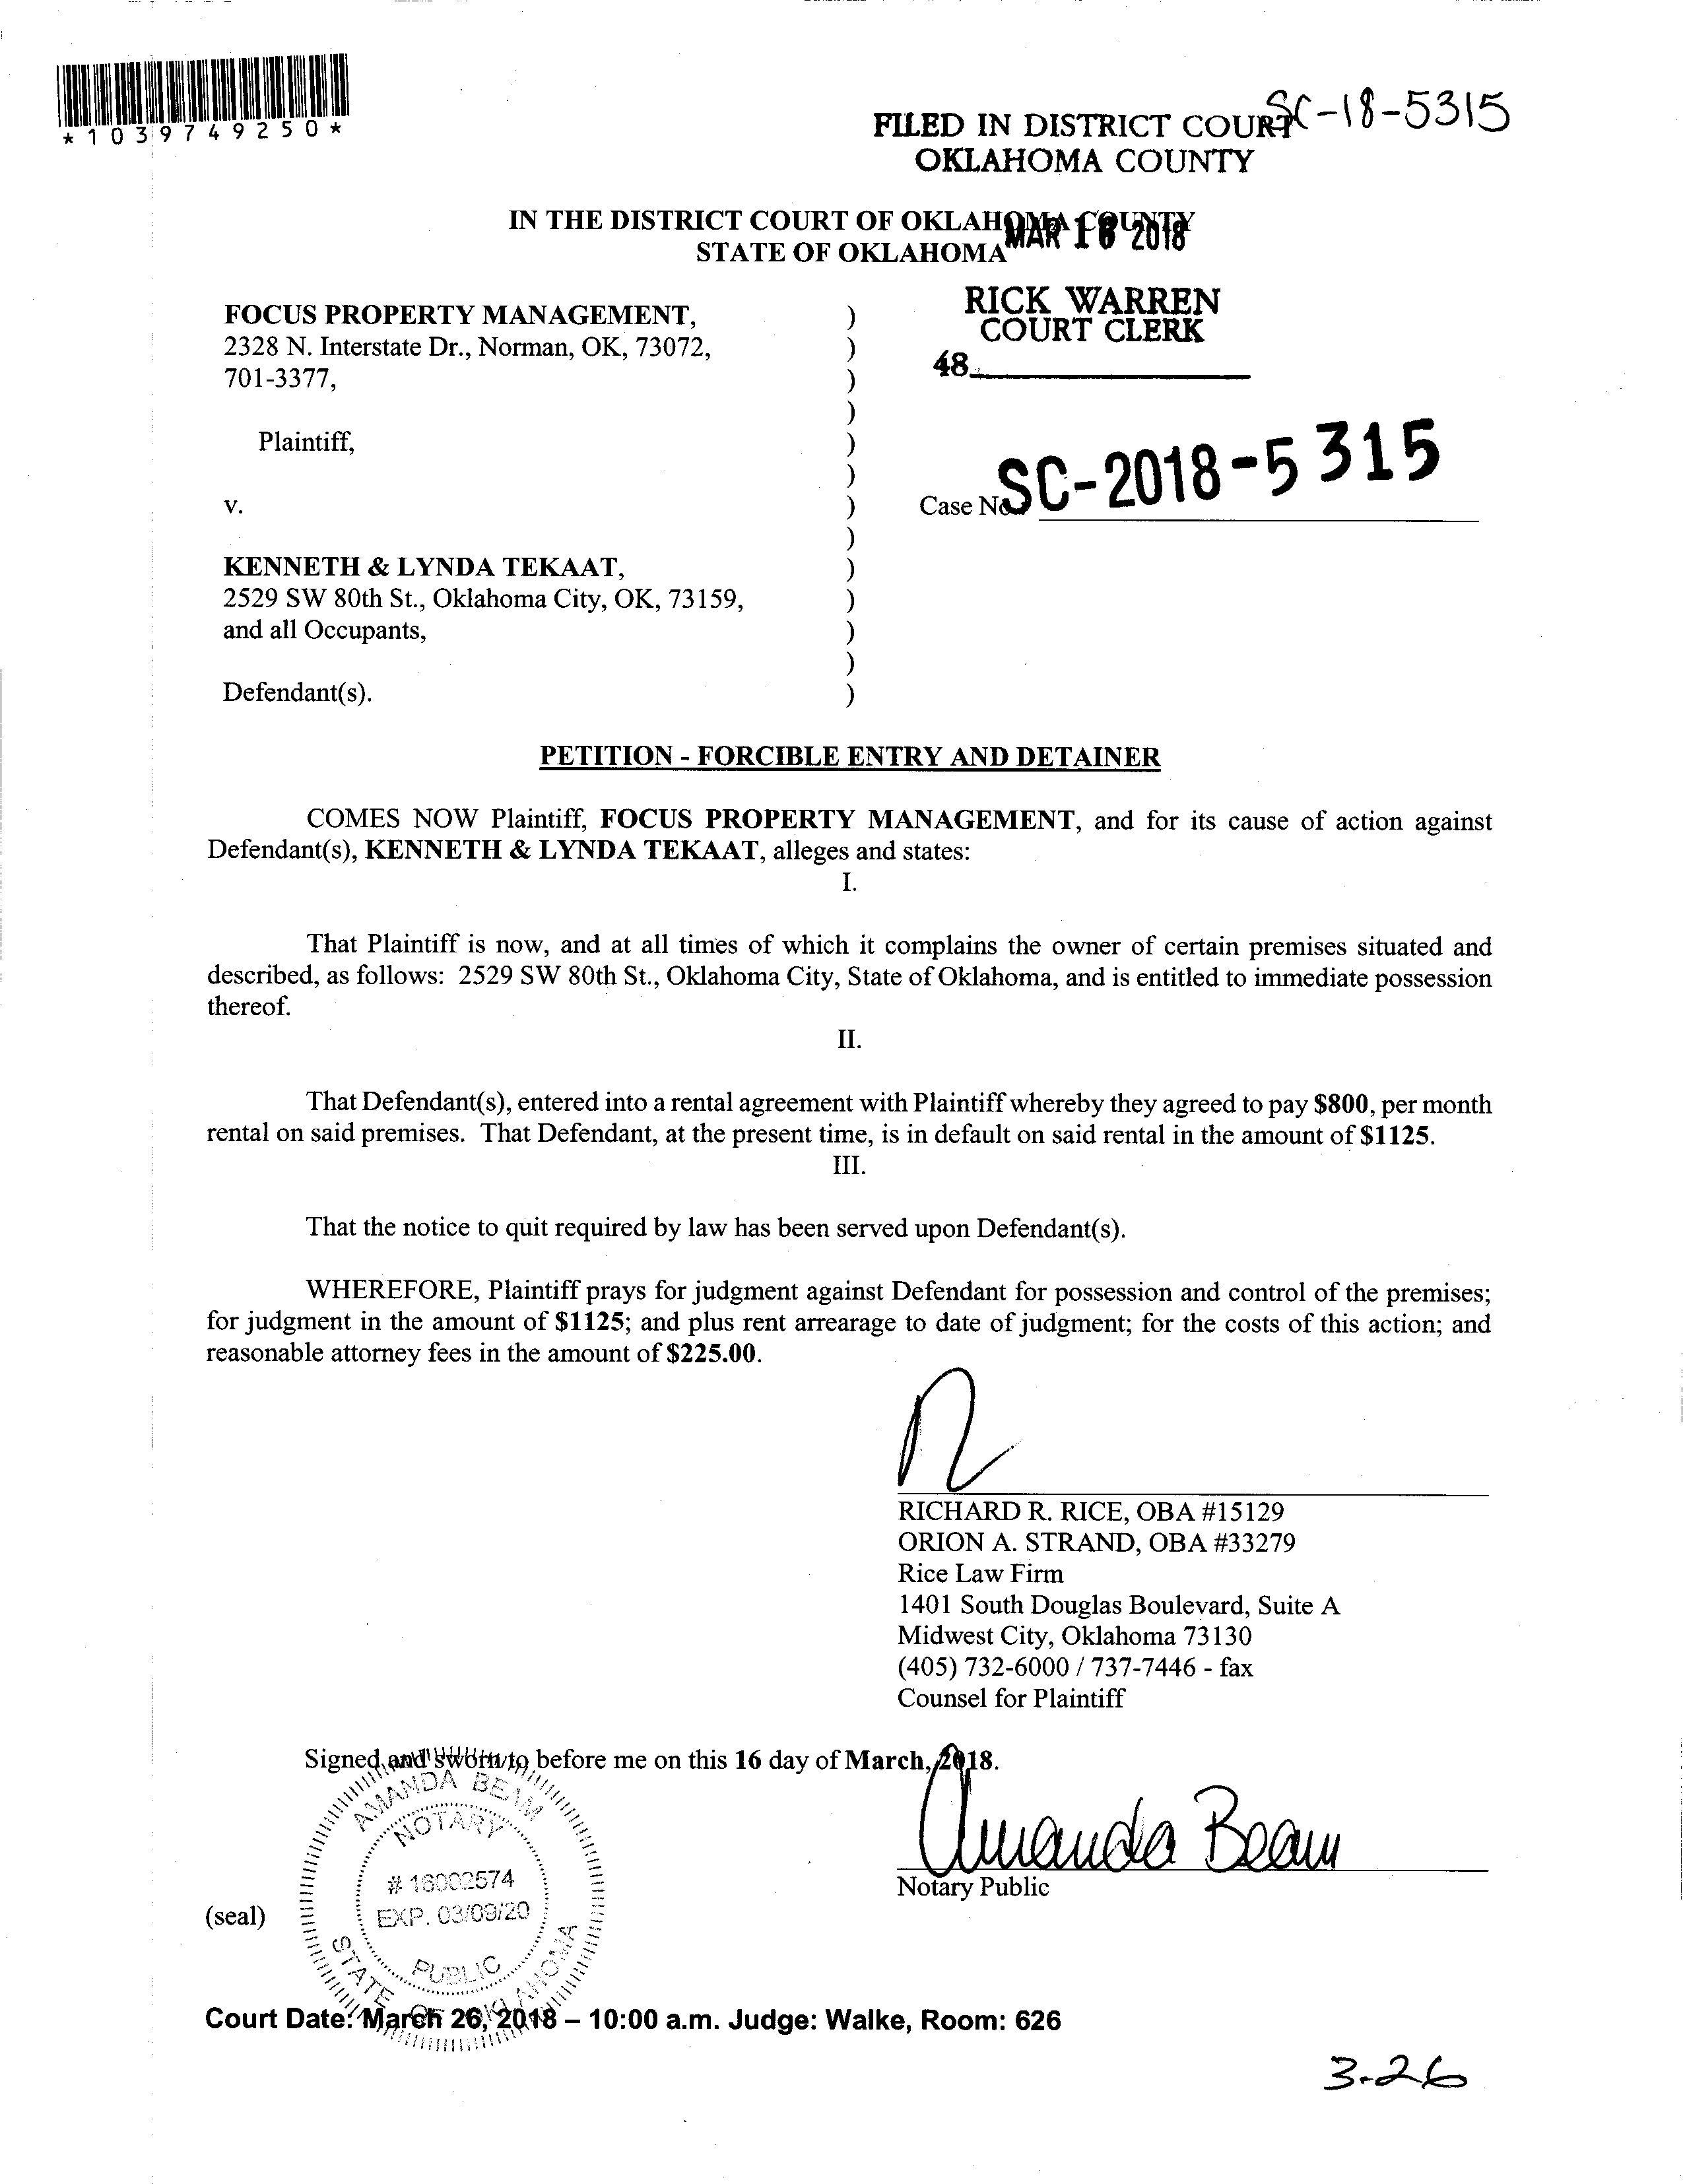 *1039749250*
SC-18-5315
FILED IN DISTRICT COURT
OKLAHOMA COUNTY
IN THE DISTRICT COURT OF OKLAHOMA COUNTY
STATE OF OKLAHOMA
MAR 16 2018
RICK WARREN
COURT CLERK
48
FOCUS PROPERTY MANAGEMENT, )
2328 N. Interstate Dr., Norman, OK, 73072, )
701-3377, )
)
Plaintiff, )
)
v. ) Case No. SC-2018-5315
)
KENNETH & LYNDA TEKAAT, )
2529 SW 80th St., Oklahoma City, OK, 73159, )
and all Occupants, )
)
Defendant(s). )
PETITION - FORCIBLE ENTRY AND DETAINER
COMES NOW Plaintiff, FOCUS PROPERTY MANAGEMENT, and for its cause of action against
Defendant(s), KENNETH & LYNDA TEKAAT, alleges and states:
I.
That Plaintiff is now, and at all times of which it complains the owner of certain premises situated and
described, as follows: 2529 SW 80th St., Oklahoma City, State of Oklahoma, and is entitled to immediate possession
thereof.
II.
That Defendant(s), entered into a rental agreement with Plaintiff whereby they agreed to pay $800, per month
rental on said premises. That Defendant, at the present time, is in default on said rental in the amount of $1125.
III.
That the notice to quit required by law has been served upon Defendant(s).
WHEREFORE, Plaintiff prays for judgment against Defendant for possession and control of the premises;
for judgment in the amount of $1125; and plus rent arrearage to date of judgment; for the costs of this action; and
reasonable attorney fees in the amount of $225.00.
RICHARD R. RICE, OBA #15129
ORION A. STRAND, OBA #33279
Rice Law Firm
1401 South Douglas Boulevard, Suite A
Midwest City, Oklahoma 73130
(405) 732-6000 / 737-7446 - fax
Counsel for Plaintiff
Signed and sworn to before me on this 16 day of March, 2018.
AMANDA BEAM
NOTARY
# 16002574
EXP. 03/09/20
PUBLIC
STATE OF OKLAHOMA
Amanda Beam
Notary Public
(seal)
Court Date: March 26, 2018 – 10:00 a.m. Judge: Walke, Room: 626
3-26